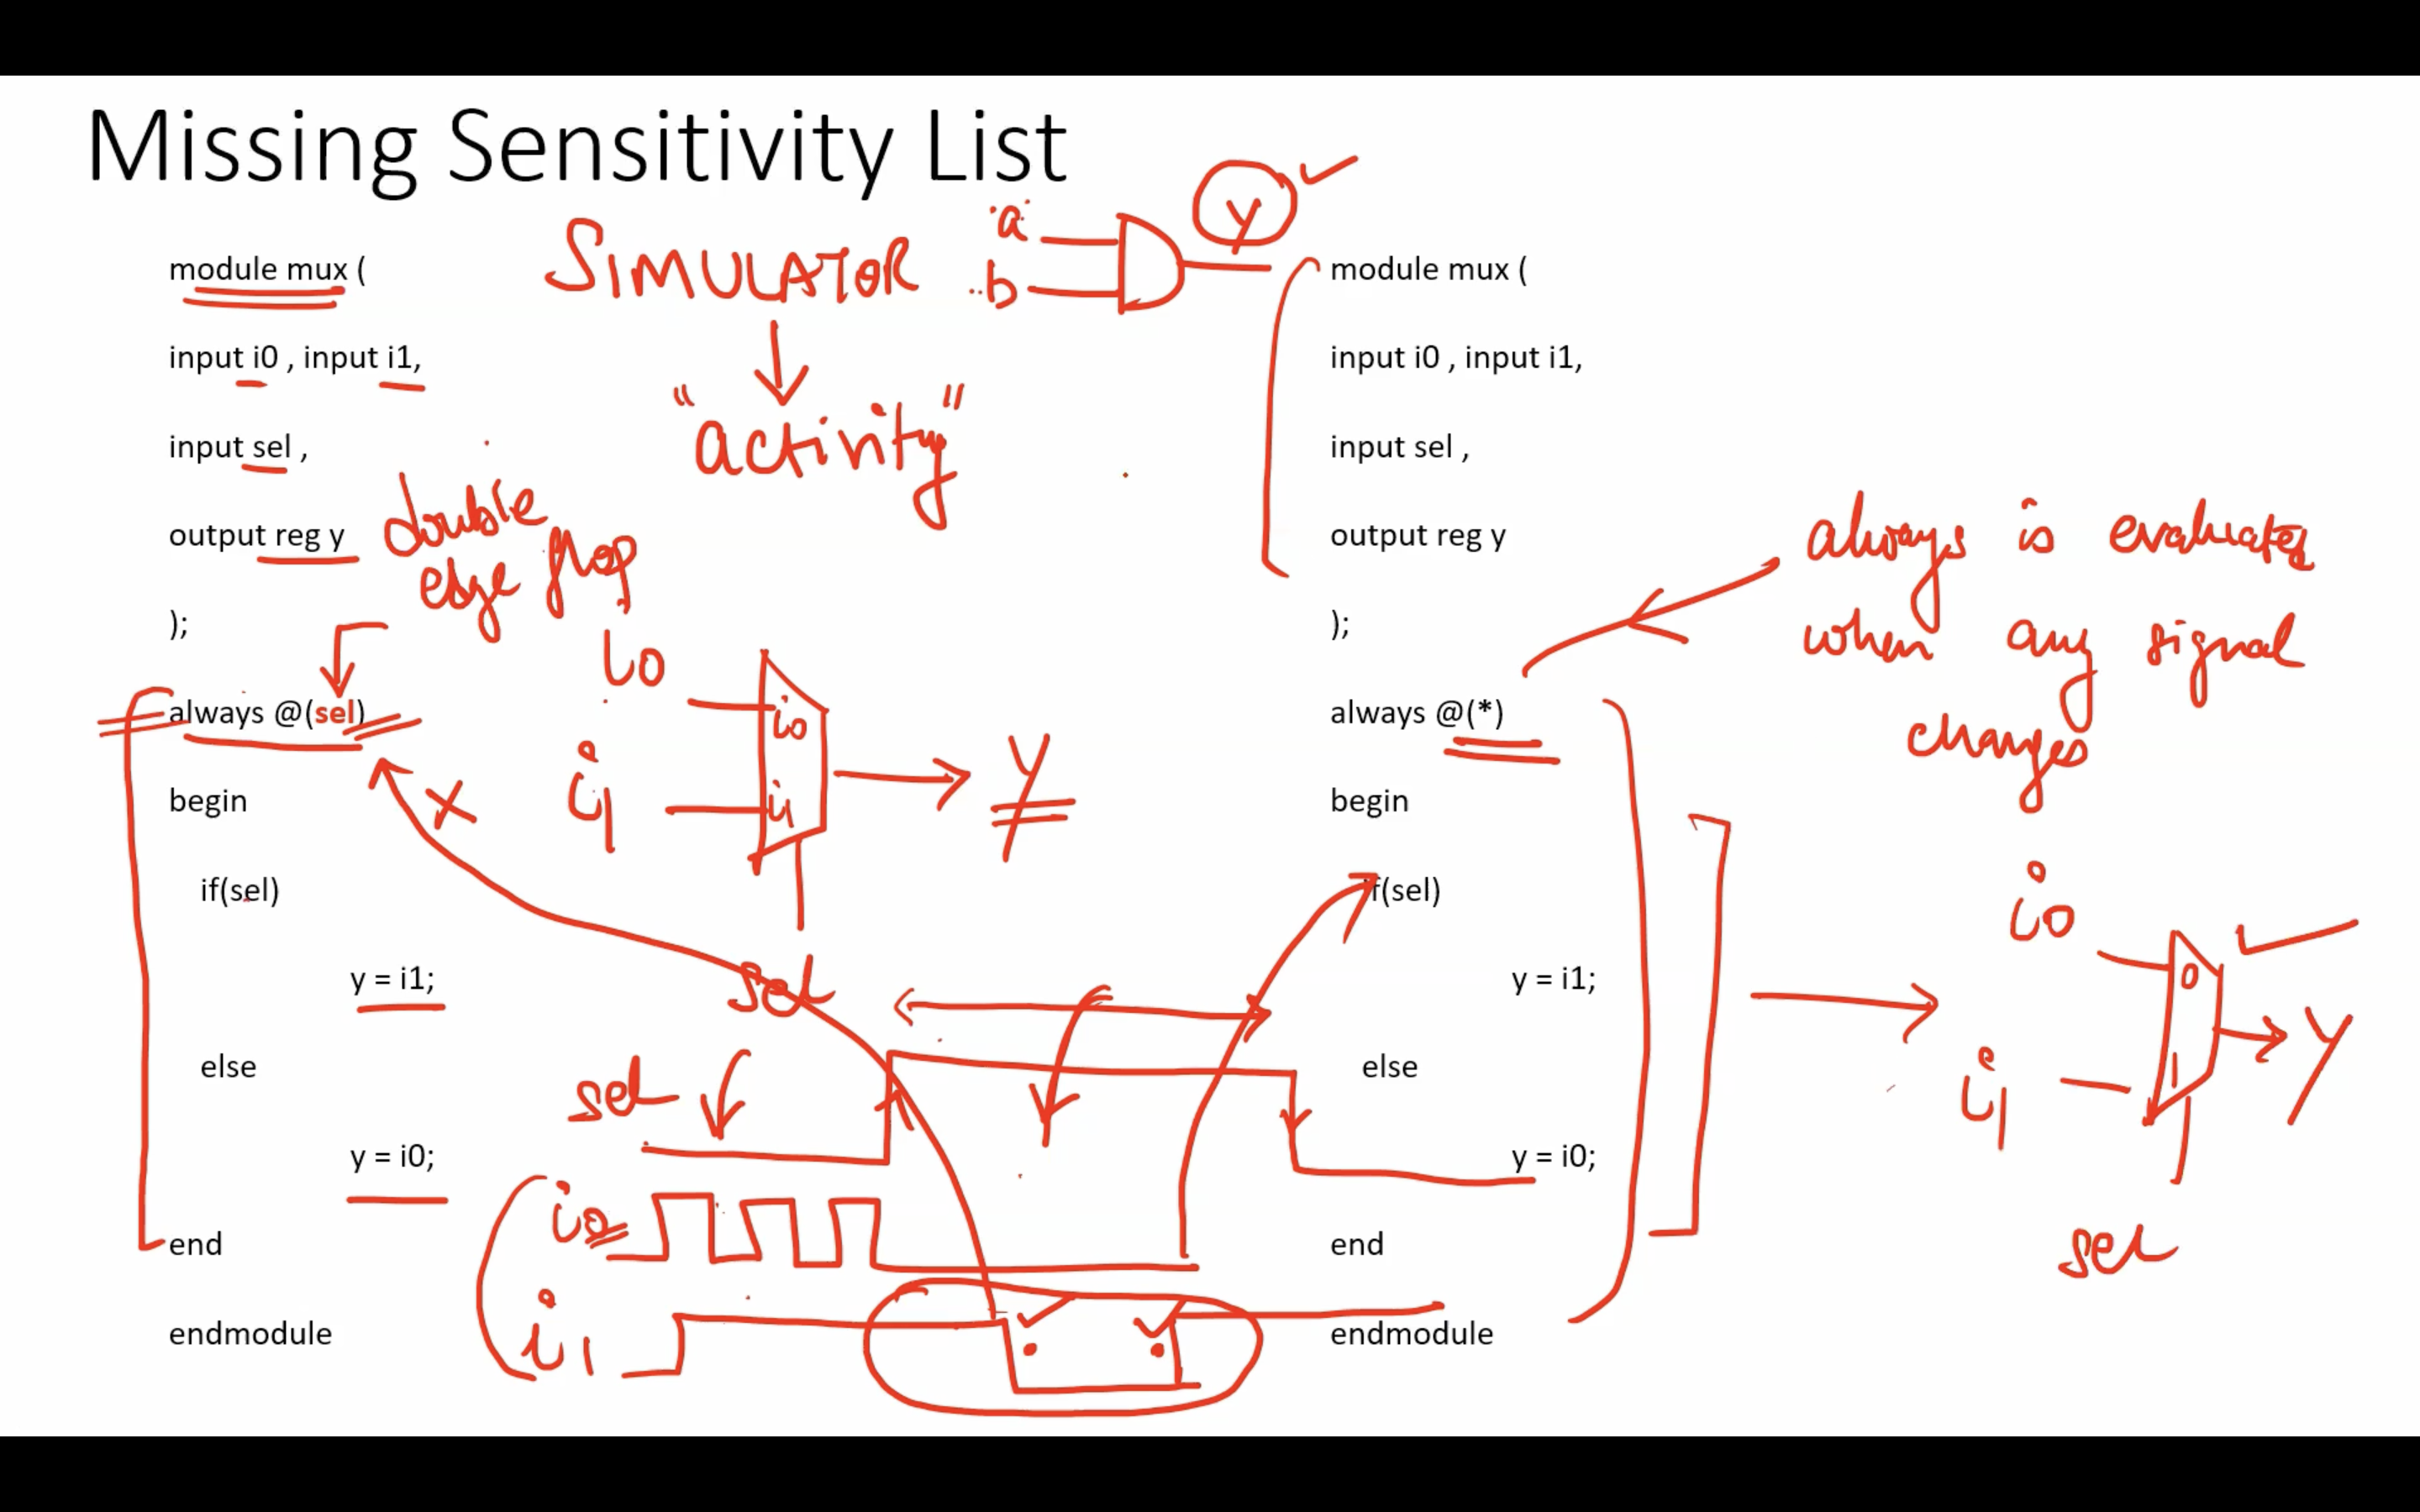 Missing Sensitivity List
module mux (
input i0 , input i1,
input sel ,
output reg y
);
always @(sel)
begin
if(sel)
y = i1;
else
y = i0;
end
endmodule
SIMULATOR
"activity"
a
b
y
double
edge flop
i0
i1
i0
i1
y
sel
sel
i0
i1
module mux (
input i0 , input i1,
input sel ,
output reg y
);
always @(*)
begin
if(sel)
y = i1;
else
y = i0;
end
endmodule
always is evaluated
when any signal
changes
i0
i1
0
1
y
sel